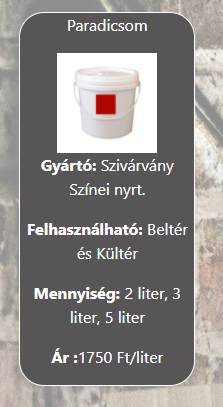 Paradicsom
Gyártó: Szivárvány
Színei nyrt.
Felhasználható: Beltér
és Kültér
Mennyiség: 2 liter, 3
liter, 5 liter
Ár :1750 Ft/liter